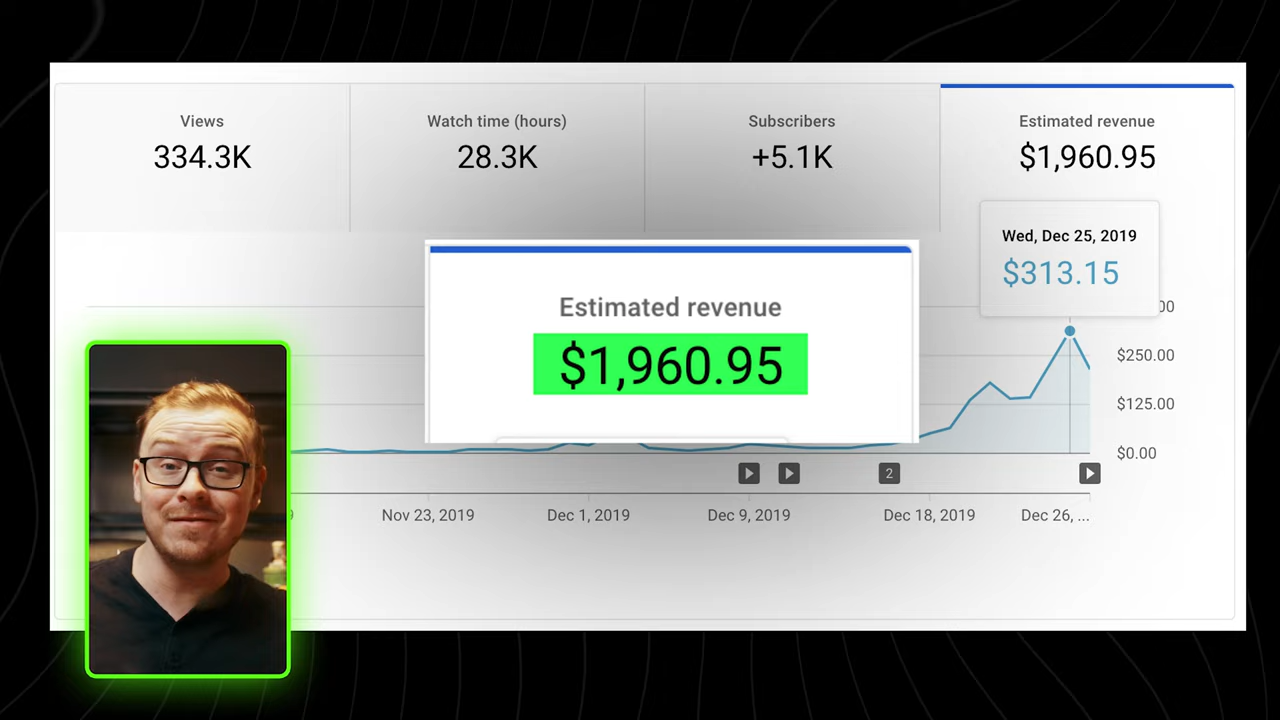 Views
334.3K
Watch time (hours)
28.3K
Subscribers
+5.1K
Estimated revenue
$1,960.95
Wed, Dec 25, 2019
$313.15
Estimated revenue
$1,960.95
00
$250.00
$125.00
$0.00
2
9
Nov 23, 2019
Dec 1, 2019
Dec 9, 2019
Dec 18, 2019
Dec 26, ...